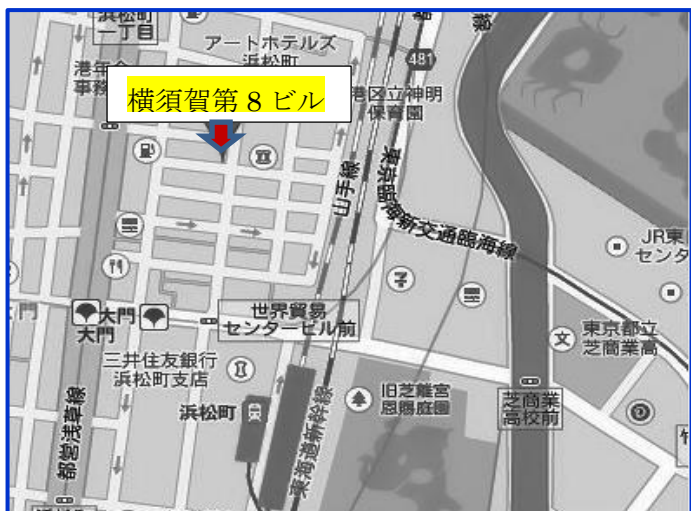 浜松町
一丁目
アートホテルズ
浜松町
481
港区立神明
保育園
横須賀第8ビル
山手線
東京臨海新交通臨海線
JR東
センタ
大門
大門
世界貿易
センタービル前
東京都立
芝商業高
文
三井住友銀行
浜松町支店
浜松町
旧芝離宮
恩賜庭園
芝商業
高校前
都営浅草線
東海道新幹線